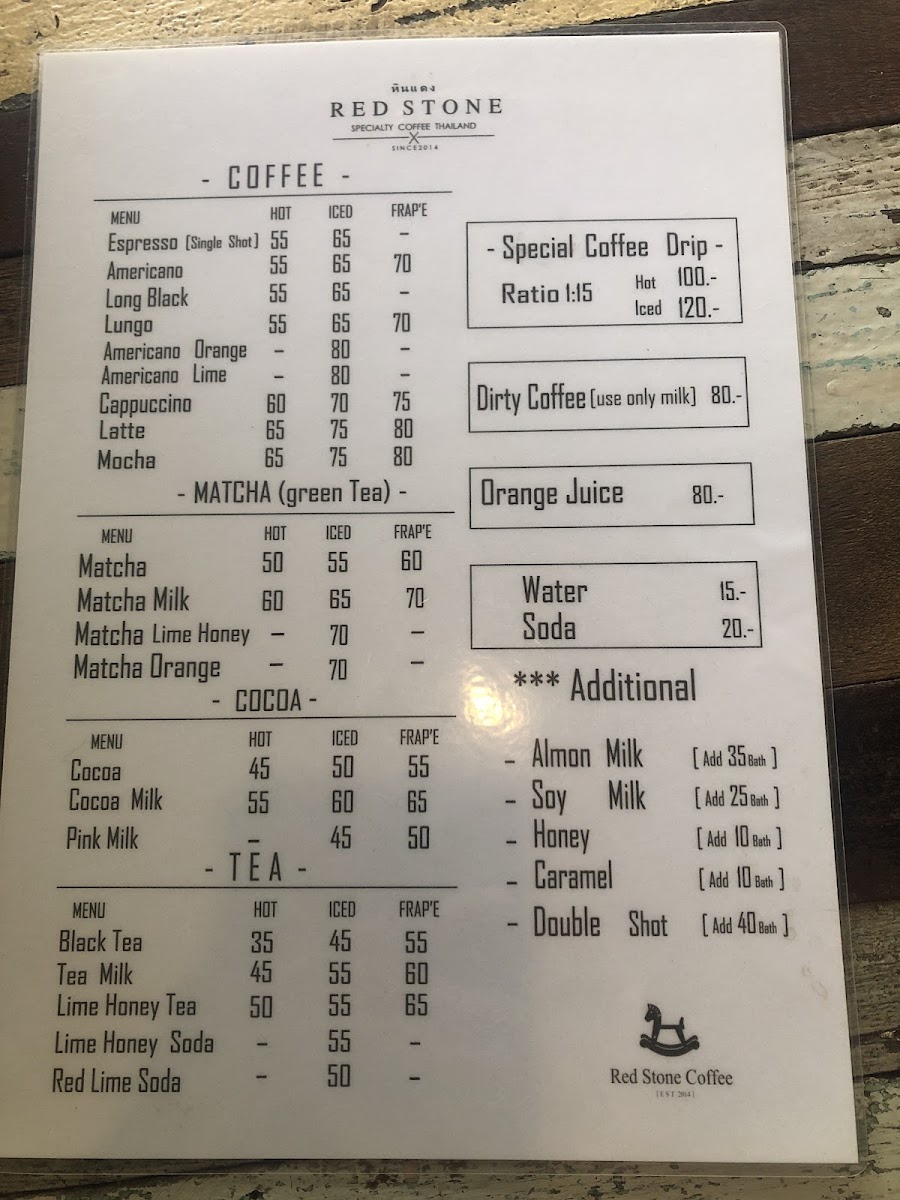 หินแดง
RED STONE
SPECIALTY COFFEE THAILAND
X
SINCE2014
- COFFEE -
MENU HOT ICED FRAP'E
Espresso [Single Shot] 55 65 –
Americano 55 65 70
Long Black 55 65 –
Lungo 55 65 70
Americano Orange – 80 –
Americano Lime – 80 –
Cappuccino 60 70 75
Latte 65 75 80
Mocha 65 75 80
- MATCHA (green Tea) -
MENU HOT ICED FRAP'E
Matcha 50 55 60
Matcha Milk 60 65 70
Matcha Lime Honey – 70 –
Matcha Orange – 70 –
- COCOA -
MENU HOT ICED FRAP'E
Cocoa 45 50 55
Cocoa Milk 55 60 65
Pink Milk – 45 50
- TEA -
MENU HOT ICED FRAP'E
Black Tea 35 45 55
Tea Milk 45 55 60
Lime Honey Tea 50 55 65
Lime Honey Soda – 55 –
Red Lime Soda – 50 –
- Special Coffee Drip -
Ratio 1:15
Hot 100.-
Iced 120.-
Dirty Coffee [use only milk] 80.-
Orange Juice 80.-
Water 15.-
Soda 20.-
*** Additional
– Almon Milk [ Add 35 Bath ]
– Soy Milk [ Add 25 Bath ]
– Honey [ Add 10 Bath ]
– Caramel [ Add 10 Bath ]
– Double Shot [ Add 40 Bath ]
Red Stone Coffee
[ EST 2014 ]